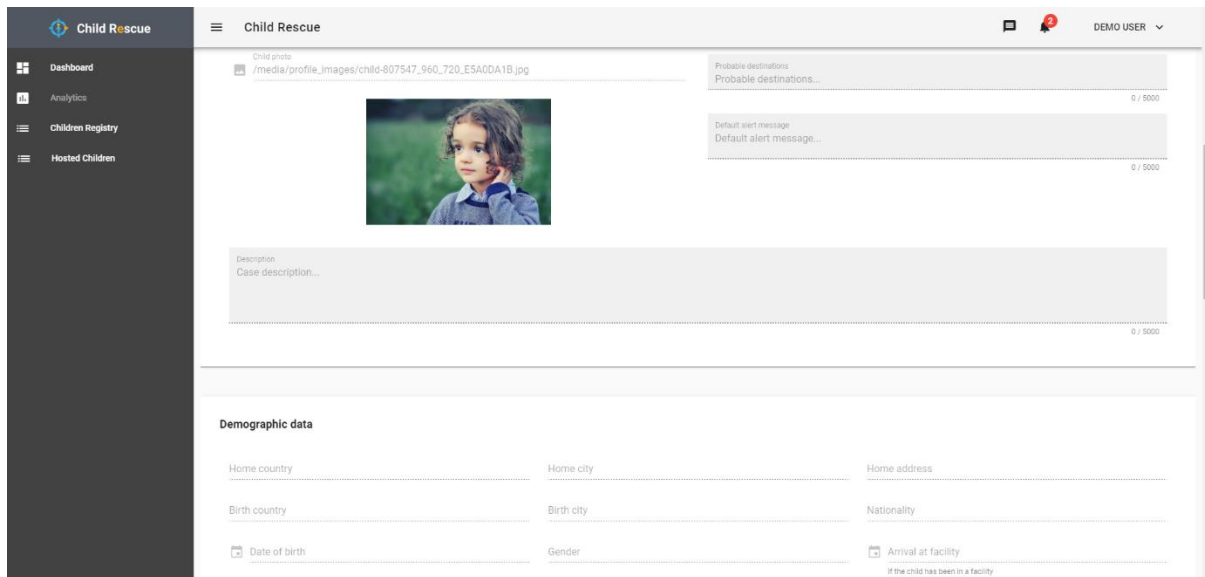 Child Rescue
Child Rescue
2
DEMO USER
Dashboard
Analytics
Children Registry
Hosted Children
Child photo
/media/profile_images/child-807547_960_720_E5A0DA1B.jpg
Probable destinations
Probable destinations...
0 / 5000
Default alert message
Default alert message...
0 / 5000
Description
Case description...
0 / 5000
Demographic data
Home country
Home city
Home address
Birth country
Birth city
Nationality
Date of birth
Gender
Arrival at facility
If the child has been in a facility